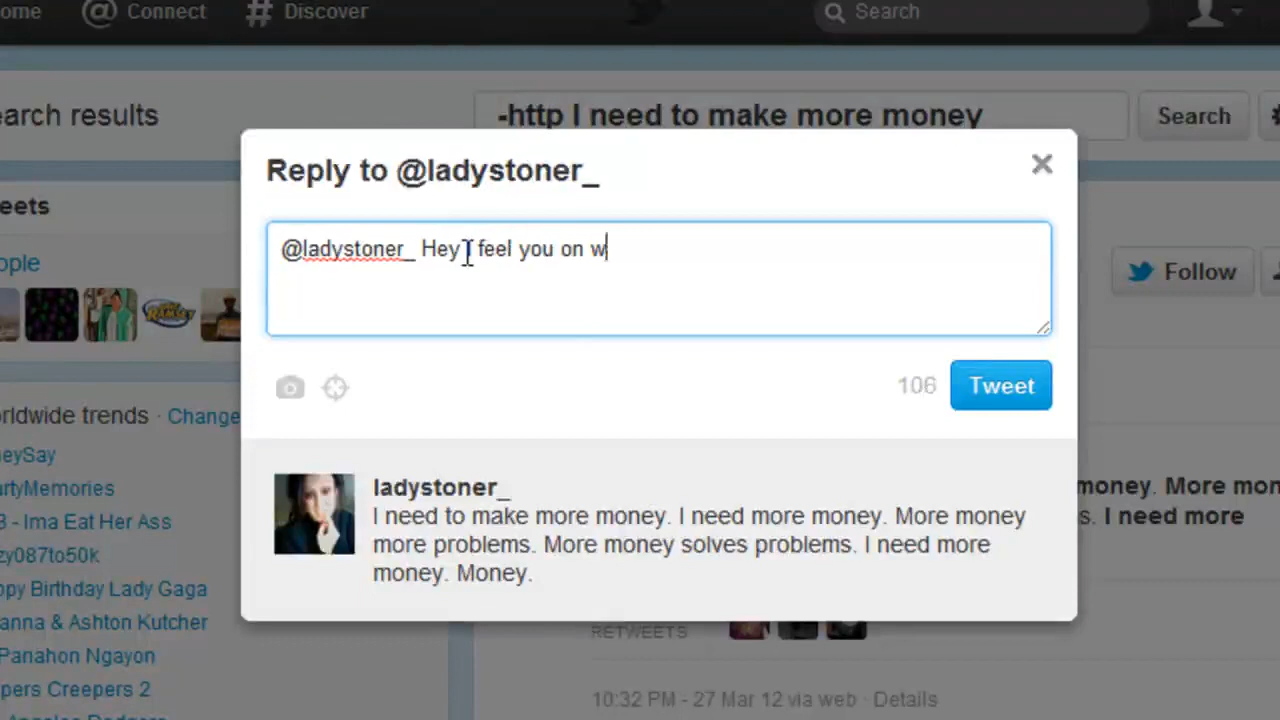 ome @ Connect # Discover Search
earch results
-http I need to make more money Search
Reply to @ladystoner_
eets
@ladystoner_ Hey I feel you on w
ople
Follow
106 Tweet
orldwide trends · Change
eySay
artyMemories
3 - Ima Eat Her Ass
zy087to50k
ppy Birthday Lady Gaga
anna & Ashton Kutcher
Panahon Ngayon
epers Creepers 2
ladystoner_
I need to make more money. I need more money. More money
more problems. More money solves problems. I need more
money. Money.
money. More mon
s. I need more
RETWEETS
10:32 PM - 27 Mar 12 via web · Details